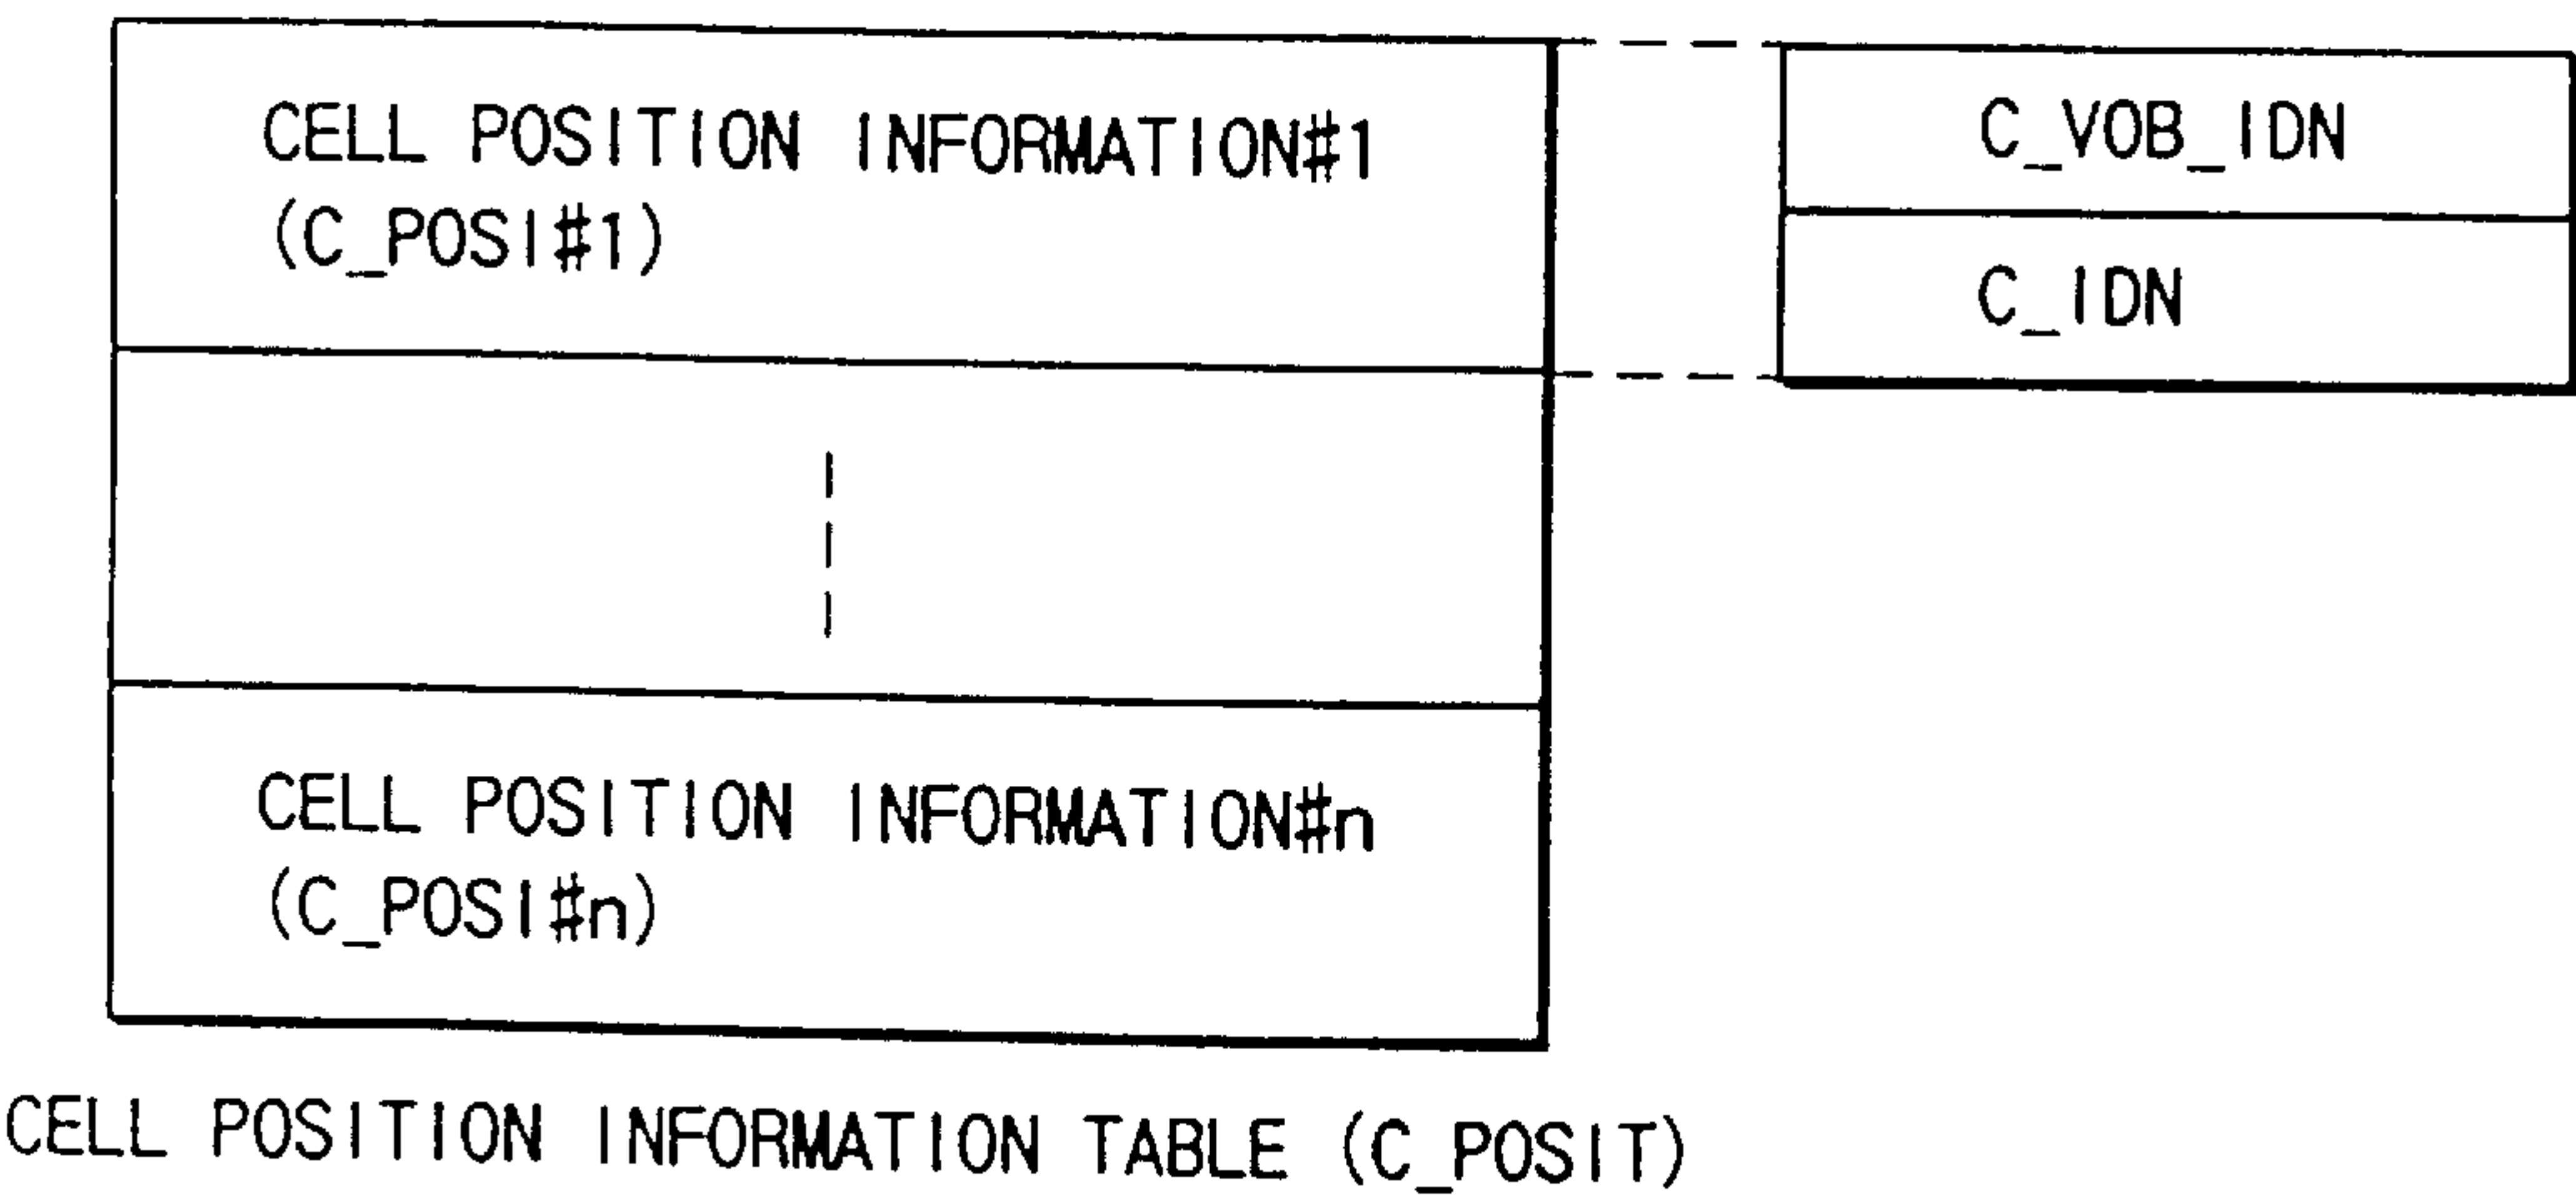 CELL POSITION INFORMATION#1
(C_POSI#1)
C_VOB_IDN
C_IDN
CELL POSITION INFORMATION#n
(C_POSI#n)
CELL POSITION INFORMATION TABLE (C_POSIT)